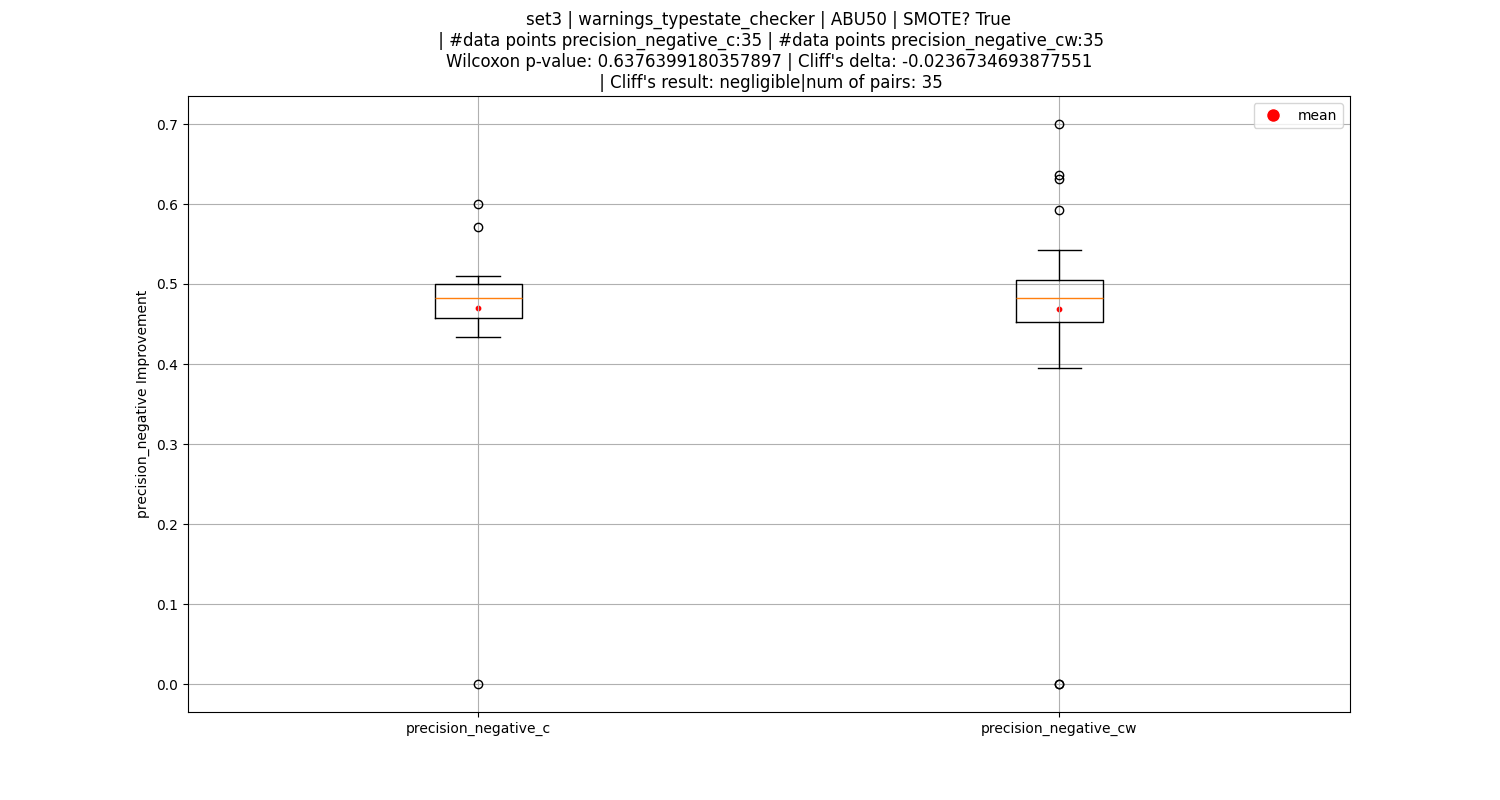 set3 | warnings_typestate_checker | ABU50 | SMOTE? True
| #data points precision_negative_c:35 | #data points precision_negative_cw:35
Wilcoxon p-value: 0.6376399180357897 | Cliff's delta: -0.0236734693877551
| Cliff's result: negligible|num of pairs: 35
mean
0.7
0.6
0.5
0.4
0.3
0.2
0.1
0.0
precision_negative Improvement
precision_negative_c
precision_negative_cw